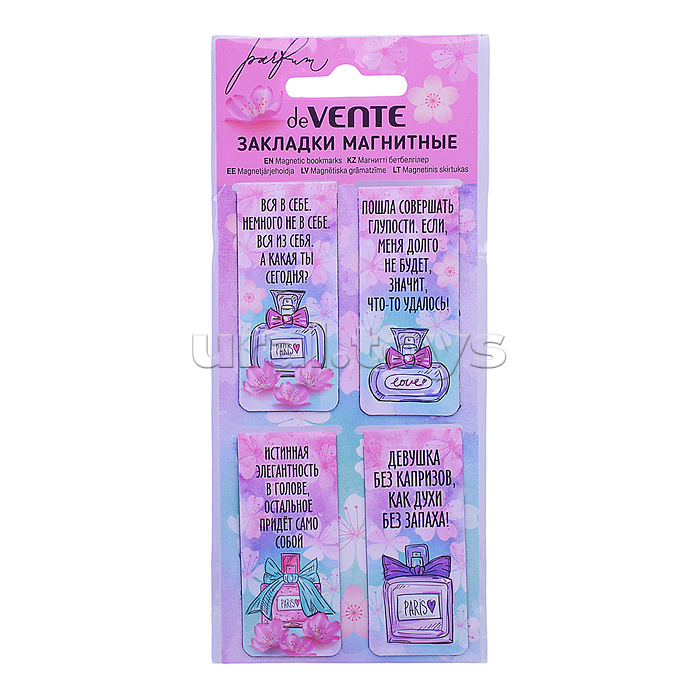 parfum
deVENTE
ЗАКЛАДКИ МАГНИТНЫЕ
EN Magnetic bookmarks KZ Магнитті бетбелгілер
EE Magnetjärjehoidja LV Magnētiska grāmatzīme LT Magnetinis skirtukas
ВСЯ В СЕБЕ.
НЕМНОГО НЕ В СЕБЕ.
ВСЯ ИЗ СЕБЯ.
А КАКАЯ ТЫ
СЕГОДНЯ?
PARIS
ПОШЛА СОВЕРШАТЬ
ГЛУПОСТИ. ЕСЛИ,
МЕНЯ ДОЛГО
НЕ БУДЕТ,
ЗНАЧИТ,
ЧТО-ТО УДАЛОСЬ!
love
ural.toys
ИСТИННАЯ
ЭЛЕГАНТНОСТЬ
В ГОЛОВЕ,
ОСТАЛЬНОЕ
ПРИДЁТ САМО
СОБОЙ
PARIS
ДЕВУШКА
БЕЗ КАПРИЗОВ,
КАК ДУХИ
БЕЗ ЗАПАХА!
PARIS